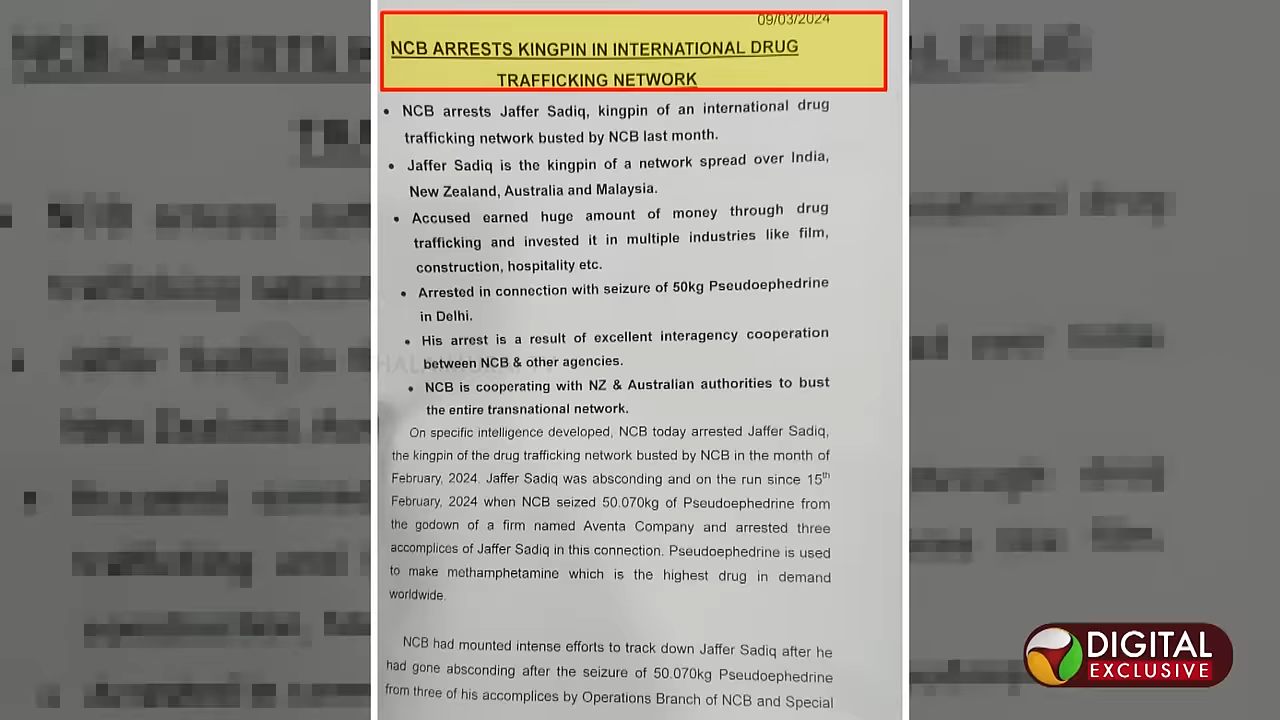 09/03/2024
NCB ARRESTS KINGPIN IN INTERNATIONAL DRUG
TRAFFICKING NETWORK
• NCB arrests Jaffer Sadiq, kingpin of an international drug
trafficking network busted by NCB last month.
• Jaffer Sadiq is the kingpin of a network spread over India,
New Zealand, Australia and Malaysia.
• Accused earned huge amount of money through drug
trafficking and invested it in multiple industries like film,
construction, hospitality etc.
• Arrested in connection with seizure of 50kg Pseudoephedrine
in Delhi.
• His arrest is a result of excellent interagency cooperation
between NCB & other agencies.
• NCB is cooperating with NZ & Australian authorities to bust
the entire transnational network.
On specific intelligence developed, NCB today arrested Jaffer Sadiq,
the kingpin of the drug trafficking network busted by NCB in the month of
February, 2024. Jaffer Sadiq was absconding and on the run since 15th
February, 2024 when NCB seized 50.070kg of Pseudoephedrine from
the godown of a firm named Aventa Company and arrested three
accomplices of Jaffer Sadiq in this connection. Pseudoephedrine is used
to make methamphetamine which is the highest drug in demand
worldwide.
NCB had mounted intense efforts to track down Jaffer Sadiq after he
had gone absconding after the seizure of 50.070kg Pseudoephedrine
from three of his accomplices by Operations Branch of NCB and Special
DIGITAL
EXCLUSIVE